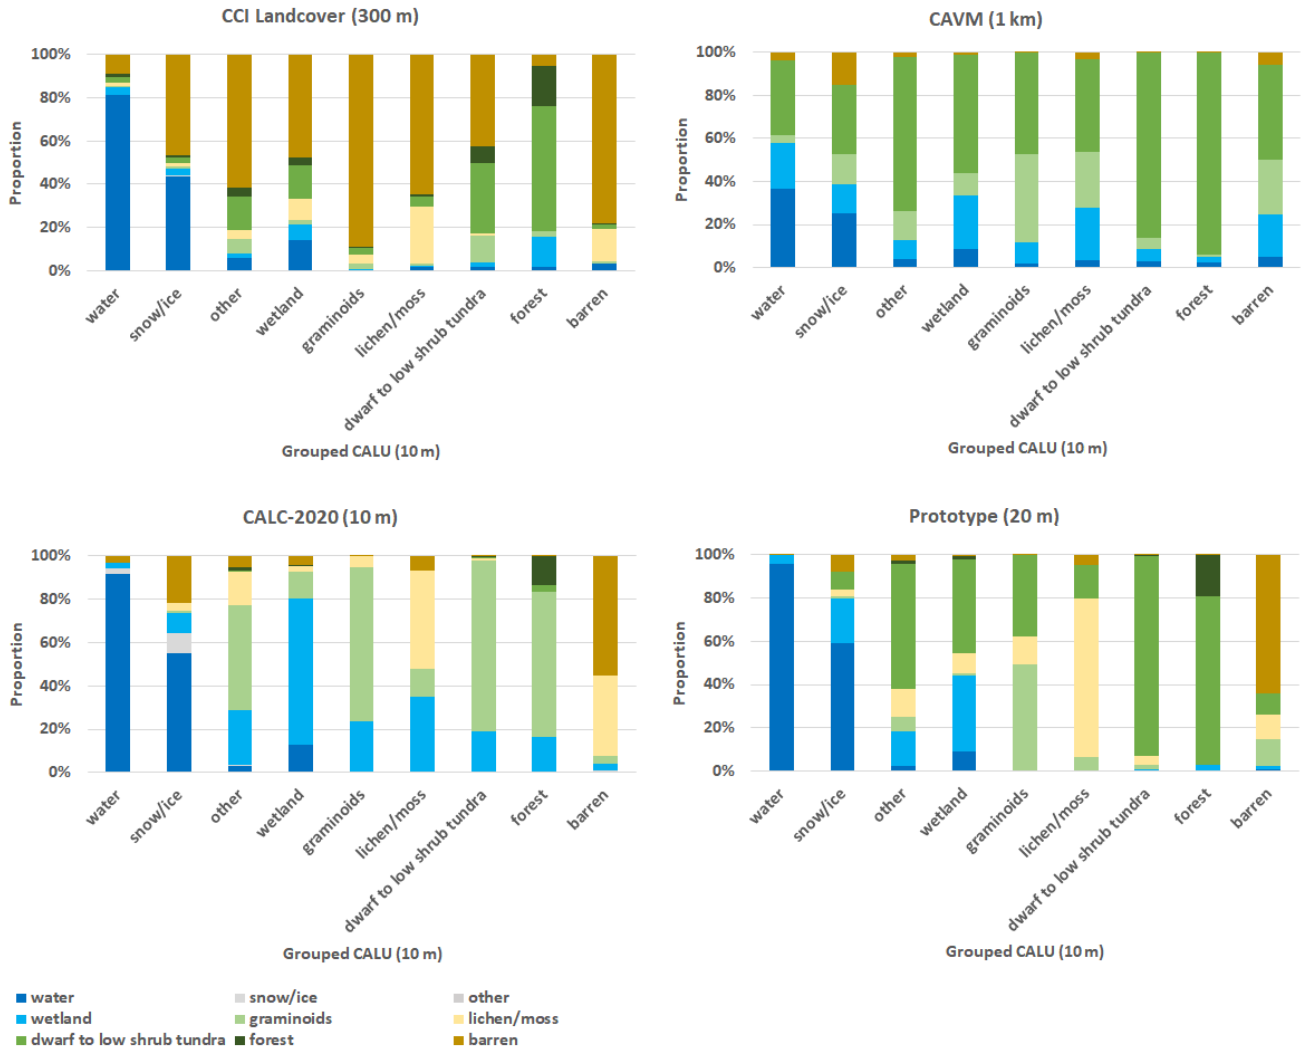 CCI Landcover (300 m)
Proportion
100%
80%
60%
40%
20%
0%
water
snow/ice
other
wetland
graminoids
lichen/moss
dwarf to low shrub tundra
forest
barren
Grouped CALU (10 m)
CAVM (1 km)
Proportion
100%
80%
60%
40%
20%
0%
water
snow/ice
other
wetland
graminoids
lichen/moss
dwarf to low shrub tundra
forest
barren
Grouped CALU (10 m)
CALC-2020 (10 m)
Proportion
100%
80%
60%
40%
20%
0%
water
snow/ice
other
wetland
graminoids
lichen/moss
dwarf to low shrub tundra
forest
barren
Grouped CALU (10 m)
Prototype (20 m)
Proportion
100%
80%
60%
40%
20%
0%
water
snow/ice
other
wetland
graminoids
lichen/moss
dwarf to low shrub tundra
forest
barren
Grouped CALU (10 m)
water snow/ice other
wetland graminoids lichen/moss
dwarf to low shrub tundra forest barren